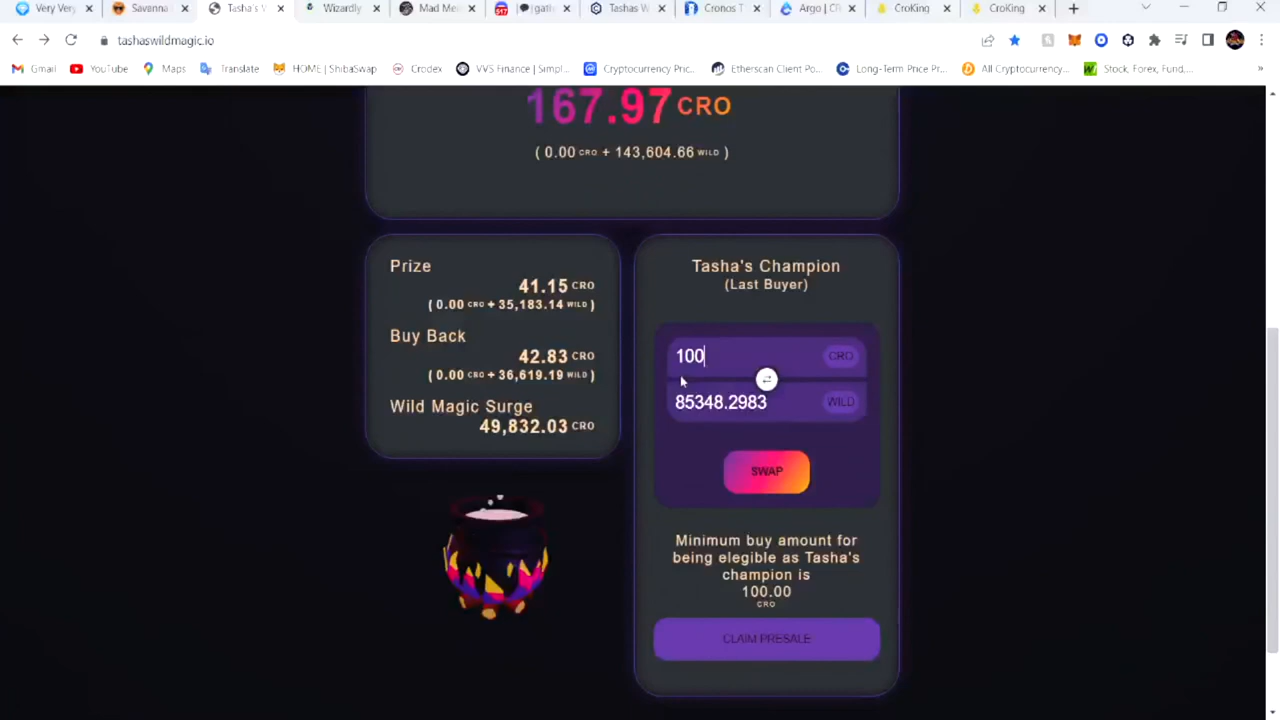 Very Very
Savanna
Tasha's V
Wizardly
Mad Me
gath
Tashas W
Cronos T
Argo | C
CroKing
CroKing
tashaswildmagic.io
Gmail
YouTube
Maps
Translate
HOME | ShibaSwap
Crodex
VVS Finance | Simpl...
Cryptocurrency Pric...
Etherscan Client Po...
Long-Term Price Pr...
All Cryptocurrency...
Stock, Forex, Fund,...
»
167.97 CRO
( 0.00 CRO + 143,604.66 WILD )
Prize
41.15 CRO
( 0.00 CRO + 35,183.14 WILD )
Buy Back
42.83 CRO
( 0.00 CRO + 36,619.19 WILD )
Wild Magic Surge
49,832.03 CRO
Tasha's Champion
(Last Buyer)
100 CRO
85348.2983 WILD
SWAP
Minimum buy amount for
being elegible as Tasha's
champion is
100.00
CRO
CLAIM PRESALE